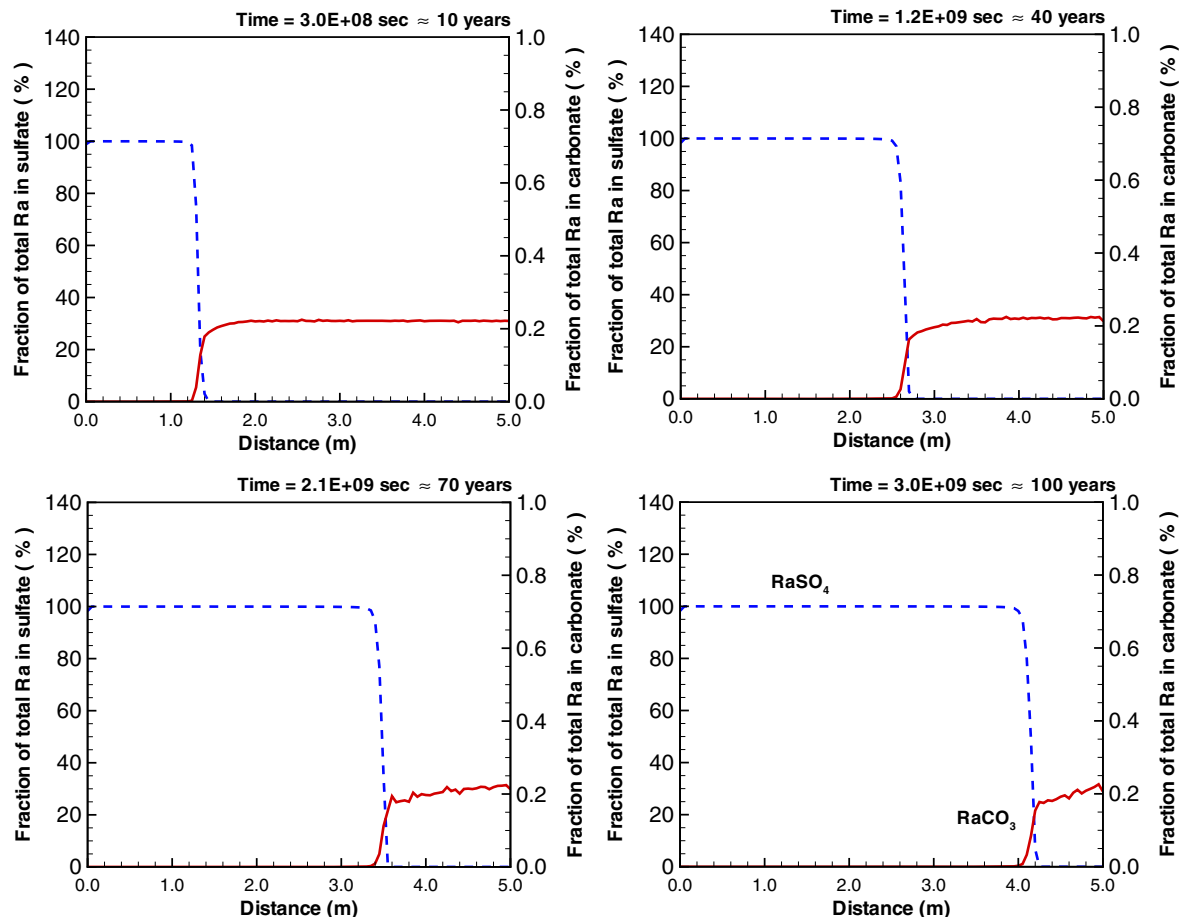 Time = 3.0E+08 sec ≈ 10 years
Fraction of total Ra in sulfate ( % )
140
120
100
80
60
40
20
0
1.0
0.8
0.6
0.4
0.2
0.0
Fraction of total Ra in carbonate ( % )
0.0 1.0 2.0 3.0 4.0 5.0
Distance (m)
Time = 1.2E+09 sec ≈ 40 years
Fraction of total Ra in sulfate ( % )
140
120
100
80
60
40
20
0
1.0
0.8
0.6
0.4
0.2
0.0
Fraction of total Ra in carbonate ( % )
0.0 1.0 2.0 3.0 4.0 5.0
Distance (m)
Time = 2.1E+09 sec ≈ 70 years
Fraction of total Ra in sulfate ( % )
140
120
100
80
60
40
20
0
1.0
0.8
0.6
0.4
0.2
0.0
Fraction of total Ra in carbonate ( % )
0.0 1.0 2.0 3.0 4.0 5.0
Distance (m)
Time = 3.0E+09 sec ≈ 100 years
Fraction of total Ra in sulfate ( % )
140
120
100
80
60
40
20
0
RaSO₄
RaCO₃
1.0
0.8
0.6
0.4
0.2
0.0
Fraction of total Ra in carbonate ( % )
0.0 1.0 2.0 3.0 4.0 5.0
Distance (m)